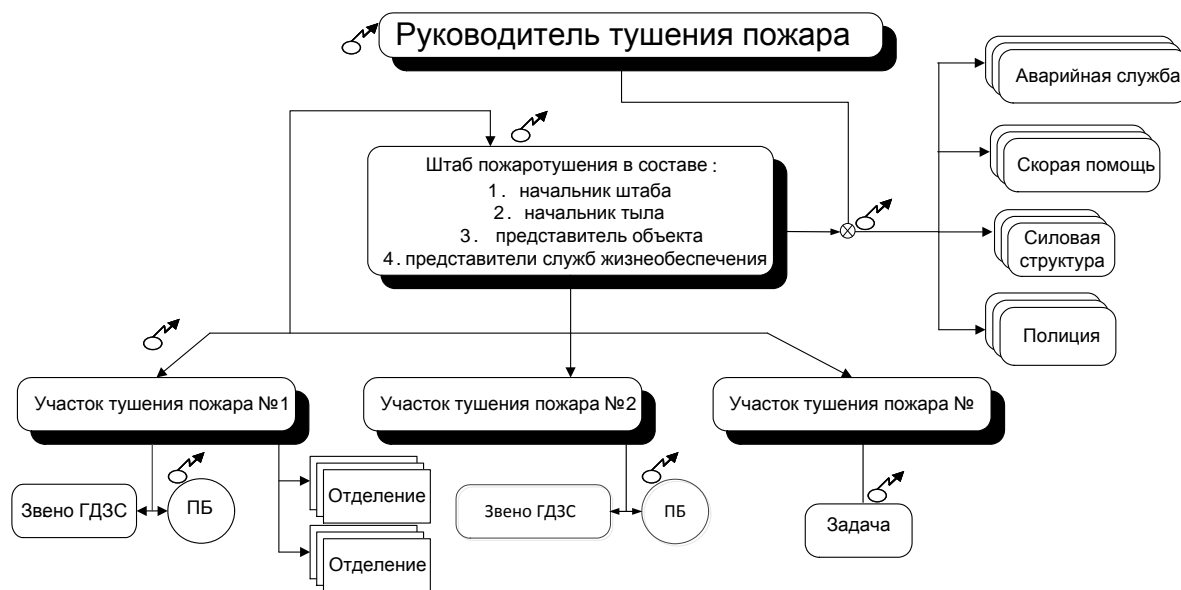 Руководитель тушения пожара
Аварийная служба
Штаб пожаротушения в составе :
1. начальник штаба
2. начальник тыла
3. представитель объекта
4. представители служб жизнеобеспечения
Скорая помощь
Силовая
структура
Полиция
Участок тушения пожара №1
Участок тушения пожара №2
Участок тушения пожара №
Звено ГДЗС
ПБ
Отделение
Отделение
Звено ГДЗС
ПБ
Задача